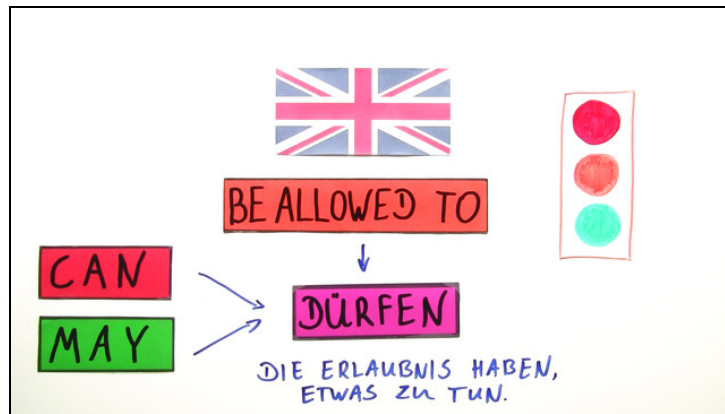 BE ALLOWED TO
CAN
MAY
DÜRFEN
DIE ERLAUBNIS HABEN,
ETWAS ZU TUN.